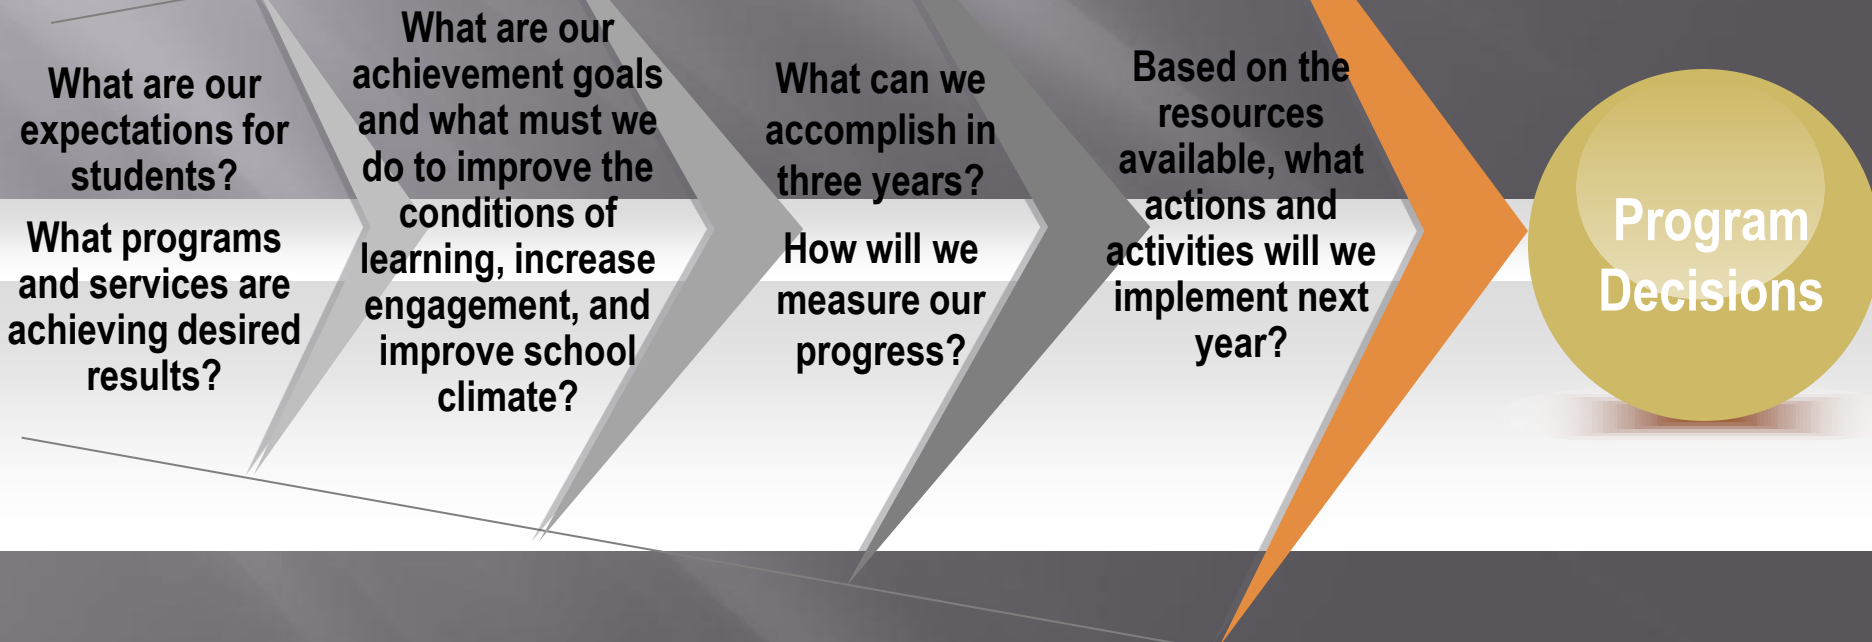 What are our
expectations for
students?
What programs
and services are
achieving desired
results?
What are our
achievement goals
and what must we
do to improve the
conditions of
learning, increase
engagement, and
improve school
climate?
What can we
accomplish in
three years?
How will we
measure our
progress?
Based on the
resources
available, what
actions and
activities will we
implement next
year?
Program
Decisions